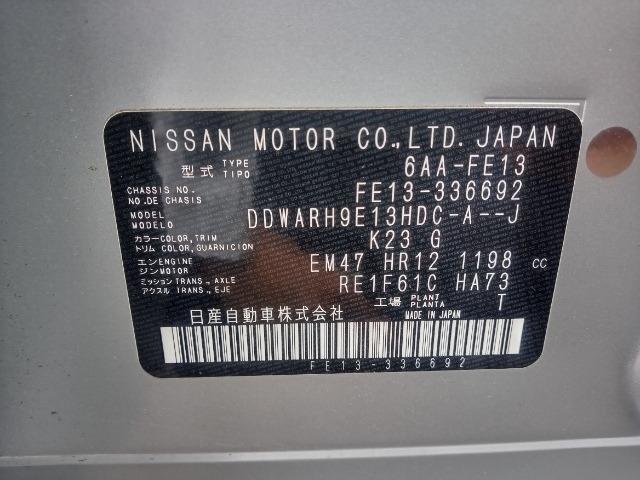 NISSAN MOTOR CO.,LTD. JAPAN
型式 TYPE TIPO 6AA-FE13
CHASSIS NO. NO.DE CHASIS FE13-336692
MODEL MODELO DDWARH9E13HDC-A--J
カラー COLOR, TRIM トリム COLOR, GUARNICION K23 G
エンジン ENGINE MOTOR EM47 HR12 1198 CC
ミッション TRANS., AXLE アクスル TRANS., EJE RE1F61C HA73
工場 PLANT PLANTA T
日産自動車株式会社 MADE IN JAPAN
FE13-336692